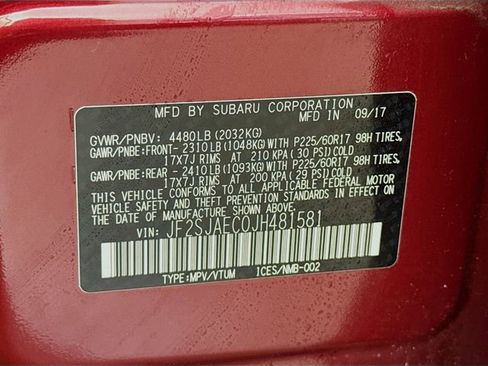 MFD BY SUBARU CORPORATION
MFD IN 09/17
GVWR/PNBV: 4480LB(2032KG)
GAWR/PNBE:FRONT-2310LB(1048KG)WITH P225/60R17 98H TIRES,
17X7J RIMS AT 210 KPA(30 PSI)COLD
GAWR/PNBE:REAR -2410LB(1093KG)WITH P225/60R17 98H TIRES,
17X7J RIMS AT 200 KPA(29 PSI)COLD
THIS VEHICLE CONFORMS TO ALL APPLICABLE FEDERAL MOTOR
VEHICLE SAFETY, BUMPER, AND THEFT PREVENTION STANDARDS IN EFFECT ON
THE DATE OF MANUFACTURE SHOWN ABOVE.
VIN: JF2SJAEC0JH481581
TYPE:MPV/VTUM ICES/NMB-002